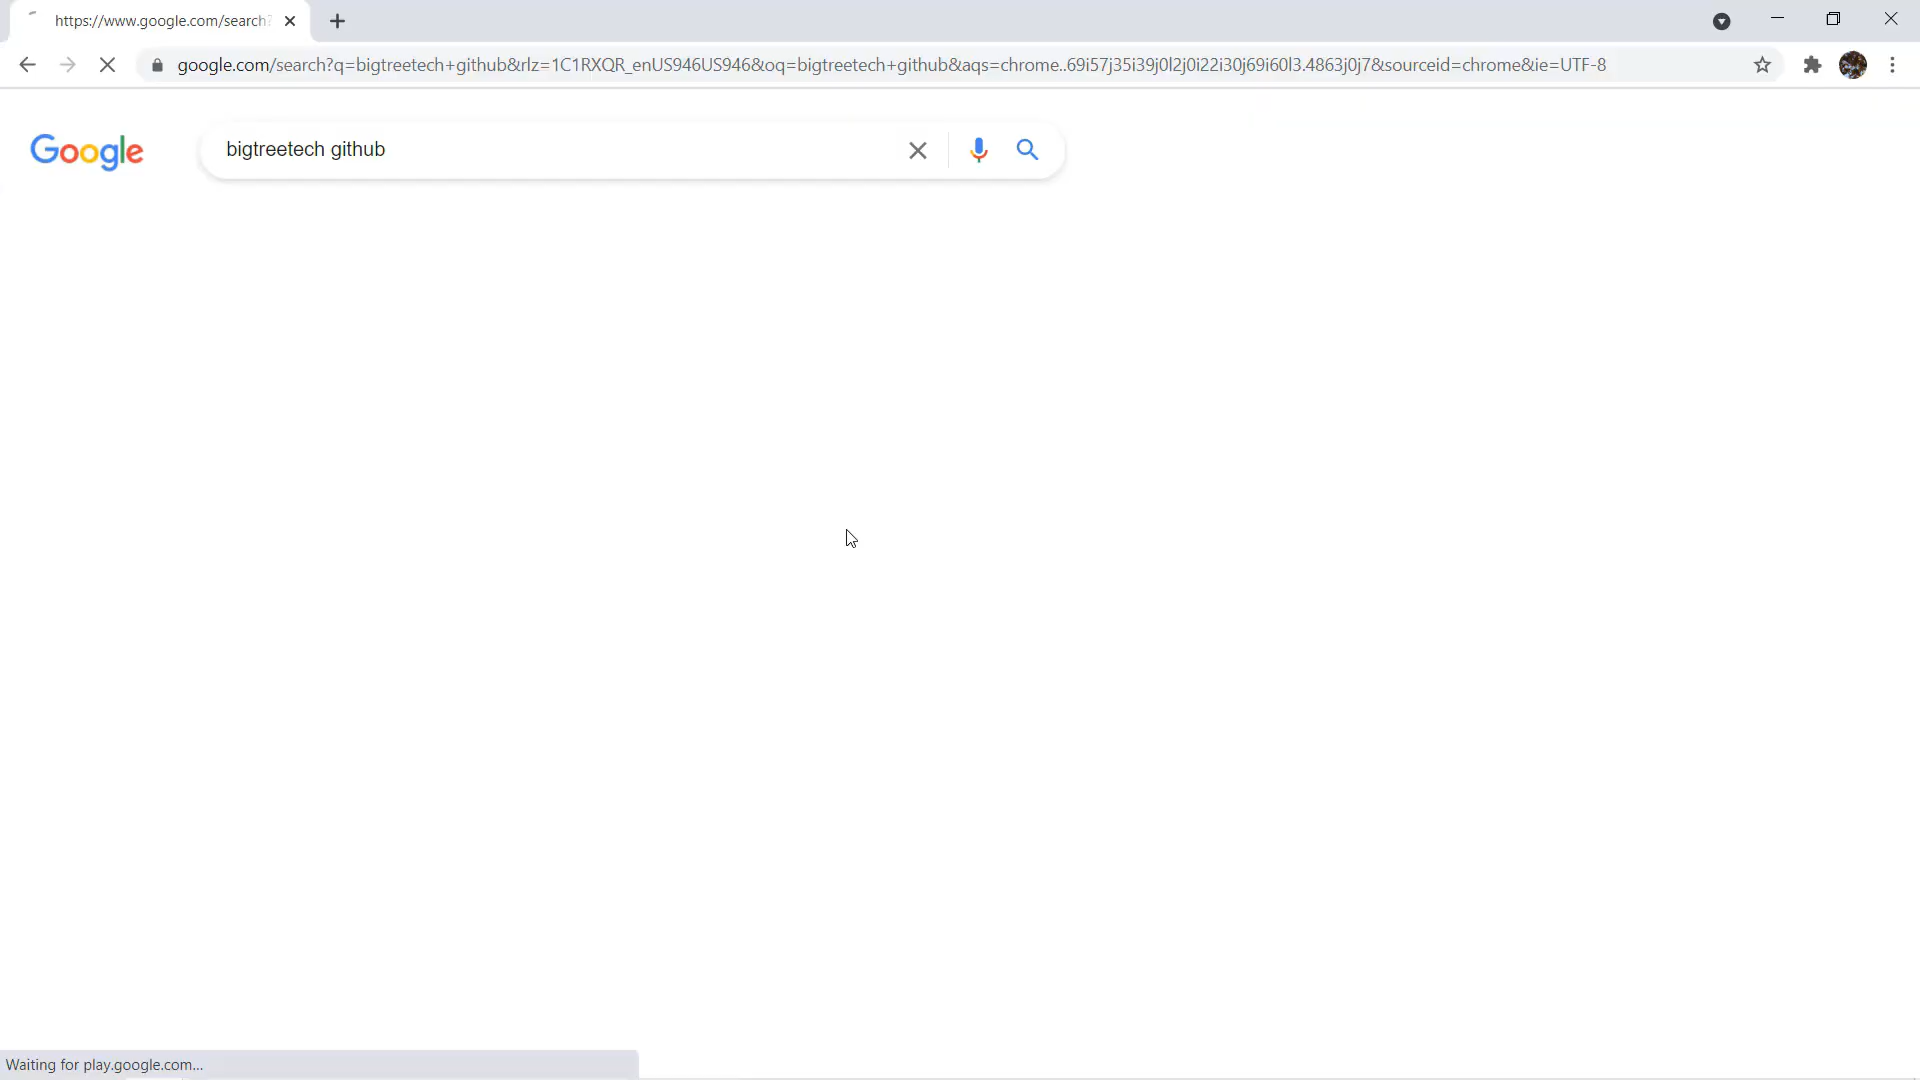 https://www.google.com/search?
google.com/search?q=bigtreetech+github&rlz=1C1RXQR_enUS946US946&oq=bigtreetech+github&aqs=chrome..69i57j35i39j0l2j0i22i30j69i60l3.4863j0j7&sourceid=chrome&ie=UTF-8
Google
bigtreetech github
Waiting for play.google.com...